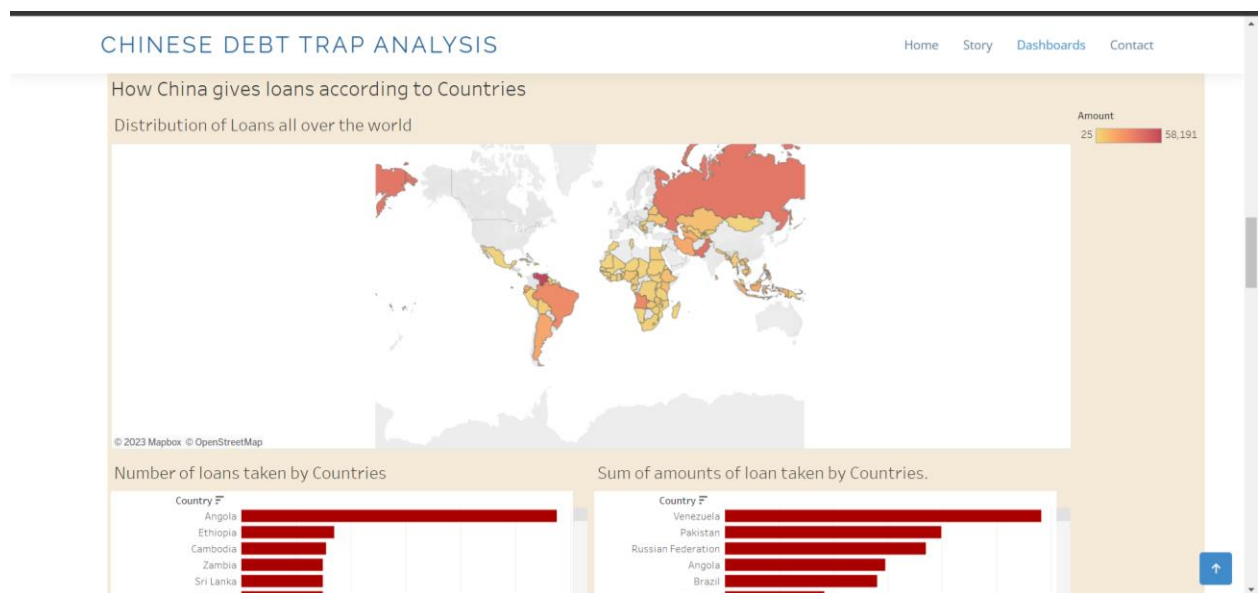 CHINESE DEBT TRAP ANALYSIS
Home Story Dashboards Contact
How China gives loans according to Countries
Distribution of Loans all over the world
Amount
25 58,191
© 2023 Mapbox © OpenStreetMap
Number of loans taken by Countries
Country
Angola
Ethiopia
Cambodia
Zambia
Sri Lanka
Sum of amounts of loan taken by Countries.
Country
Venezuela
Pakistan
Russian Federation
Angola
Brazil